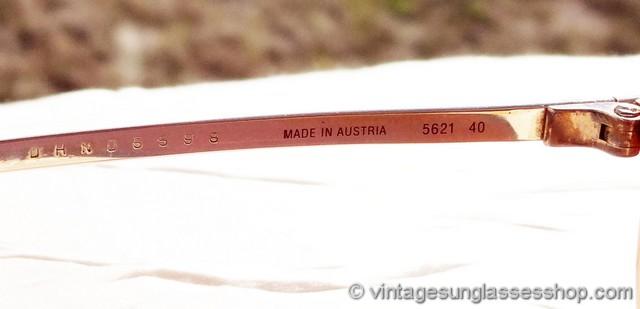 MADE IN AUSTRIA 5621 40
© vintagesunglassesshop.com